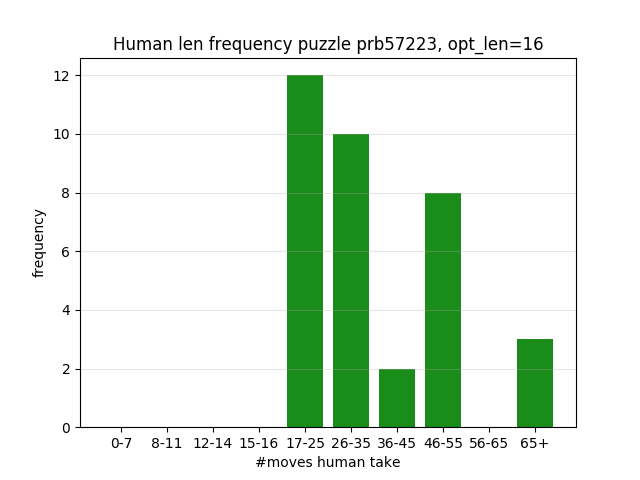 Human len frequency puzzle prb57223, opt_len=16
12
10
8
6
4
2
0
frequency
0-7 8-11 12-14 15-16 17-25 26-35 36-45 46-55 56-65 65+
#moves human take